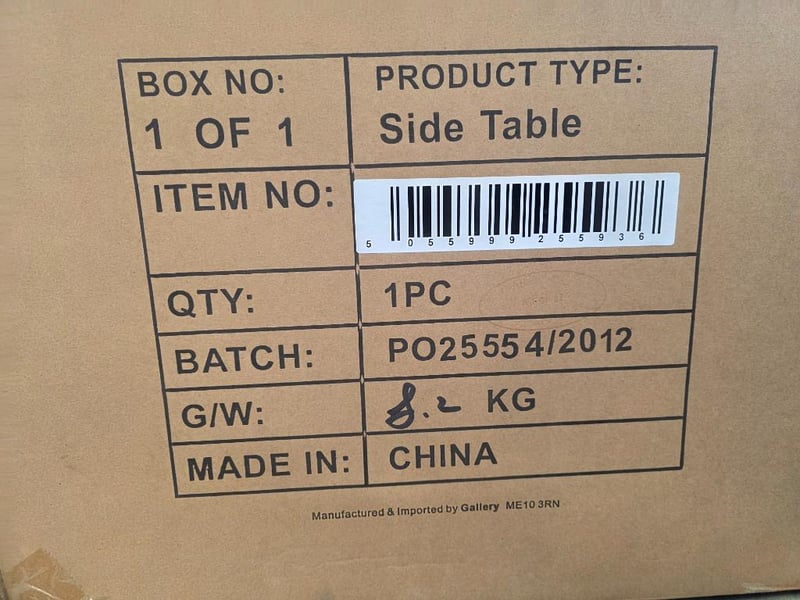 BOX NO:
1 OF 1
PRODUCT TYPE:
Side Table
ITEM NO:
5 055999 255936
QTY:
1PC
BATCH:
PO25554/2012
G/W:
8.2 KG
MADE IN:
CHINA
Manufactured & Imported by Gallery ME10 3RN